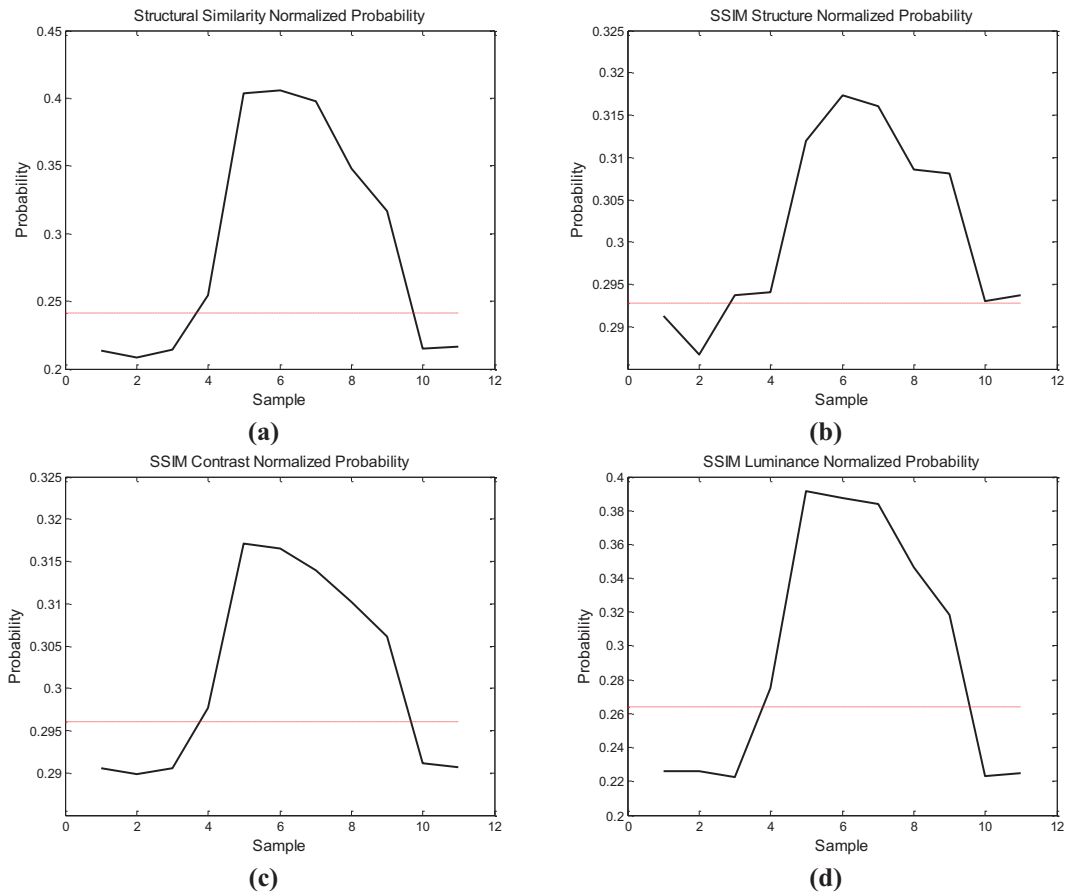 Structural Similarity Normalized Probability
0.45
0.4
0.35
0.3
0.25
0.2
Probability
0 2 4 6 8 10 12
Sample
(a)
SSIM Structure Normalized Probability
0.325
0.32
0.315
0.31
0.305
0.3
0.295
0.29
Probability
0 2 4 6 8 10 12
Sample
(b)
SSIM Contrast Normalized Probability
0.325
0.32
0.315
0.31
0.305
0.3
0.295
0.29
Probability
0 2 4 6 8 10 12
Sample
(c)
SSIM Luminance Normalized Probability
0.4
0.38
0.36
0.34
0.32
0.3
0.28
0.26
0.24
0.22
0.2
Probability
0 2 4 6 8 10 12
Sample
(d)